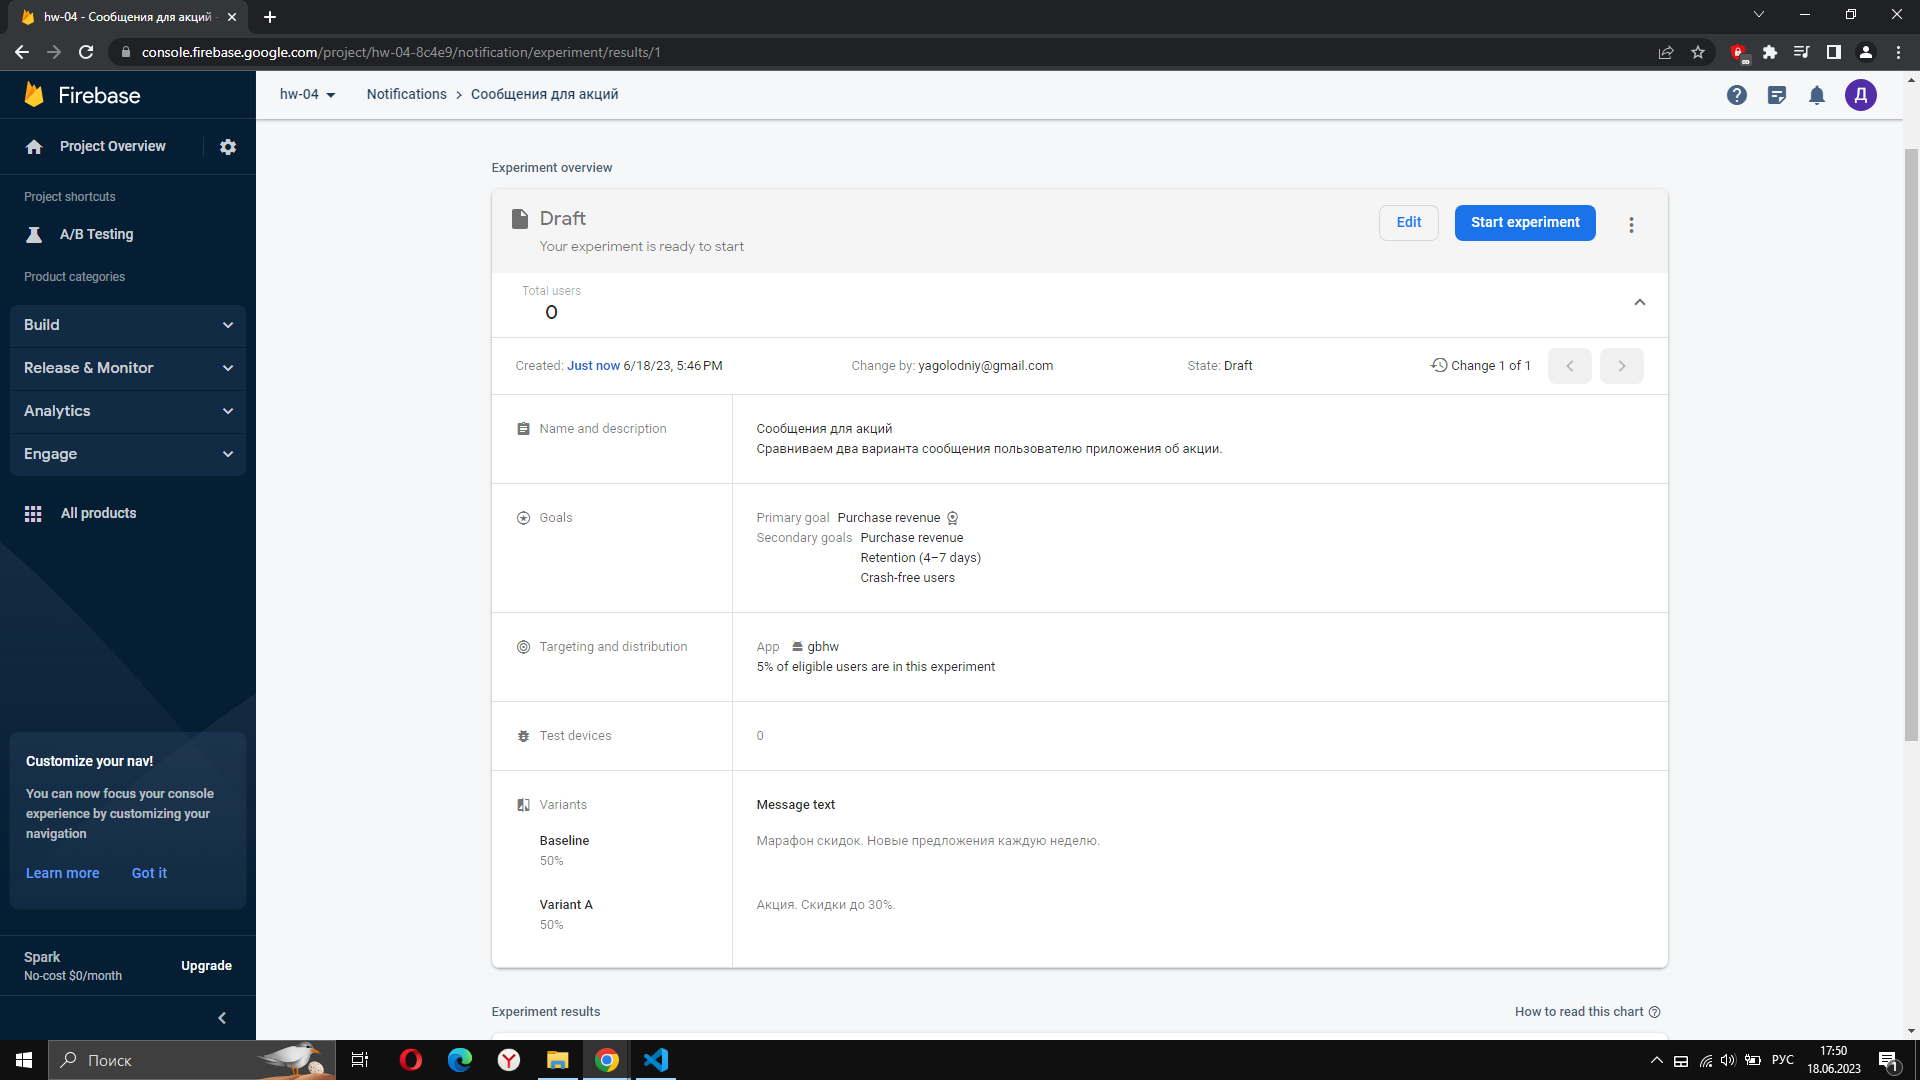 hw-04 - Сообщения для акций
console.firebase.google.com/project/hw-04-8c4e9/notification/experiment/results/1
Firebase
hw-04
Notifications > Сообщения для акций
Д
Project Overview
Project shortcuts
A/B Testing
Product categories
Build
Release & Monitor
Analytics
Engage
All products
Customize your nav!
You can now focus your console
experience by customizing your
navigation
Learn more Got it
Spark
No-cost $0/month
Upgrade
Experiment overview
Draft
Your experiment is ready to start
Edit
Start experiment
Total users
0
Created: Just now 6/18/23, 5:46 PM
Change by: yagolodniy@gmail.com
State: Draft
Change 1 of 1
Name and description
Сообщения для акций
Сравниваем два варианта сообщения пользователю приложения об акции.
Goals
Primary goal Purchase revenue
Secondary goals Purchase revenue
Retention (4–7 days)
Crash-free users
Targeting and distribution
App gbhw
5% of eligible users are in this experiment
Test devices
0
Variants
Message text
Baseline
50%
Марафон скидок. Новые предложения каждую неделю.
Variant A
50%
Акция. Скидки до 30%.
Experiment results
How to read this chart
Поиск
РУС
17:50
18.06.2023
1